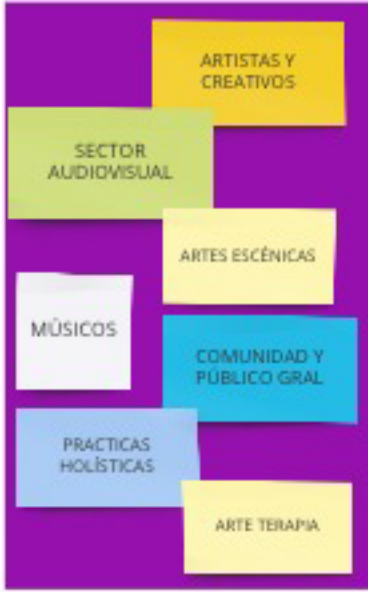 ARTISTAS Y
CREATIVOS
SECTOR
AUDIOVISUAL
ARTES ESCÉNICAS
MÚSICOS
COMUNIDAD Y
PÚBLICO GRAL
PRACTICAS
HOLÍSTICAS
ARTE TERAPIA